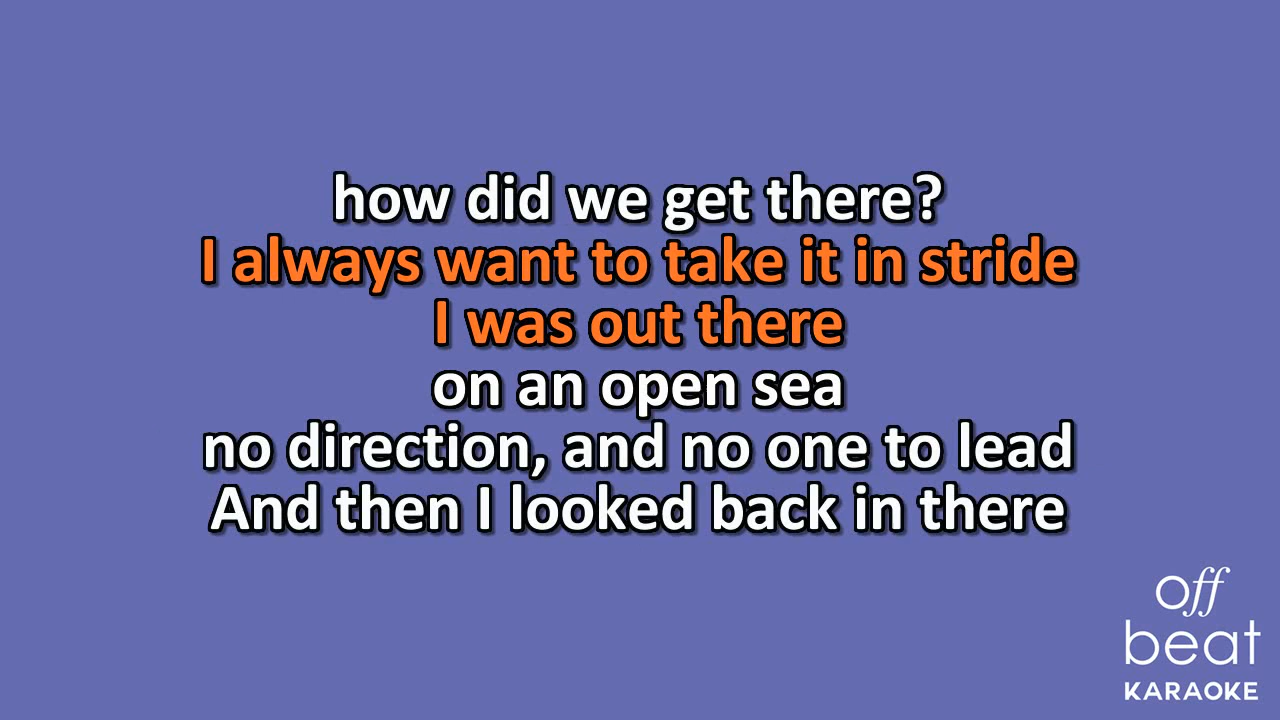 how did we get there?
I always want to take it in stride
I was out there
on an open sea
no direction, and no one to lead
And then I looked back in there
off
beat
KARAOKE